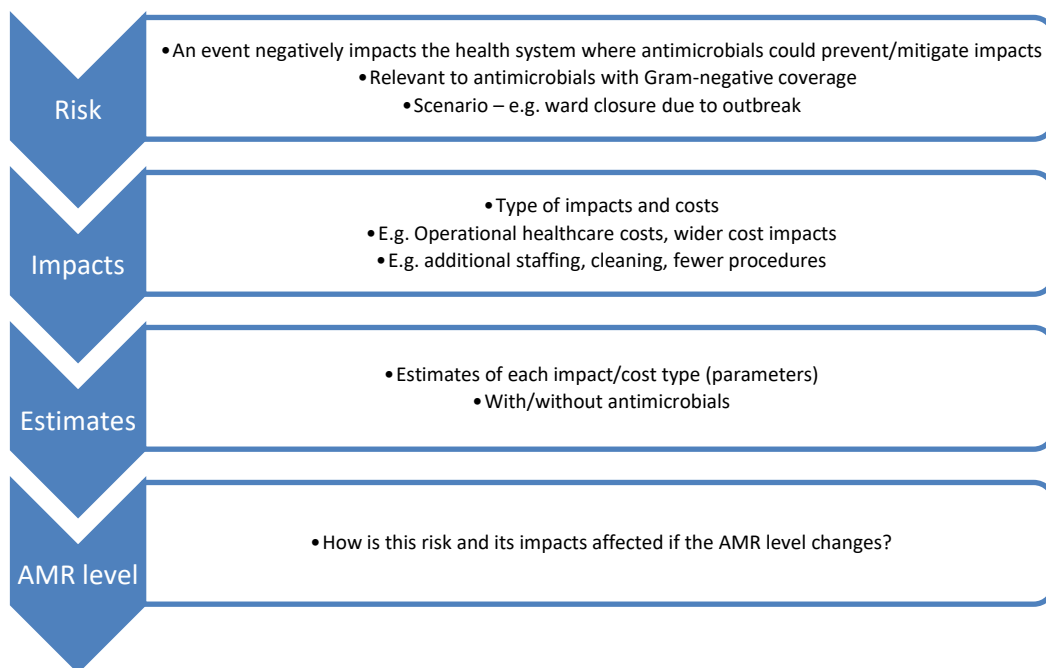 Risk
•An event negatively impacts the health system where antimicrobials could prevent/mitigate impacts
•Relevant to antimicrobials with Gram-negative coverage
•Scenario – e.g. ward closure due to outbreak
Impacts
•Type of impacts and costs
•E.g. Operational healthcare costs, wider cost impacts
•E.g. additional staffing, cleaning, fewer procedures
Estimates
•Estimates of each impact/cost type (parameters)
•With/without antimicrobials
AMR level
•How is this risk and its impacts affected if the AMR level changes?